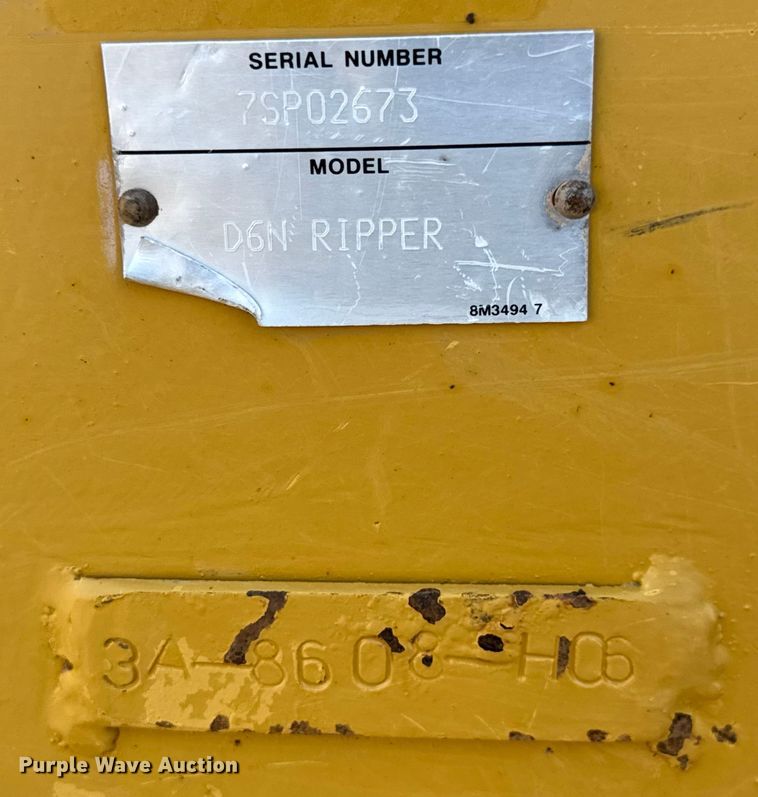 SERIAL NUMBER
7SP02673
MODEL
D6N RIPPER
8M3494 7
3A-8608-H06
Purple Wave Auction